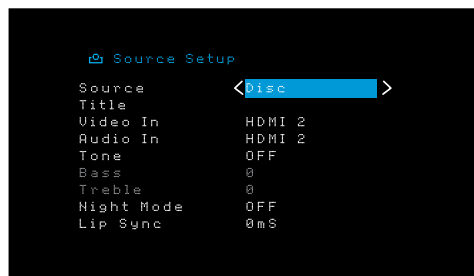 Source Setup
Source < Disc >
Title
Video In HDMI 2
Audio In HDMI 2
Tone OFF
Bass 0
Treble 0
Night Mode OFF
Lip Sync 0mS